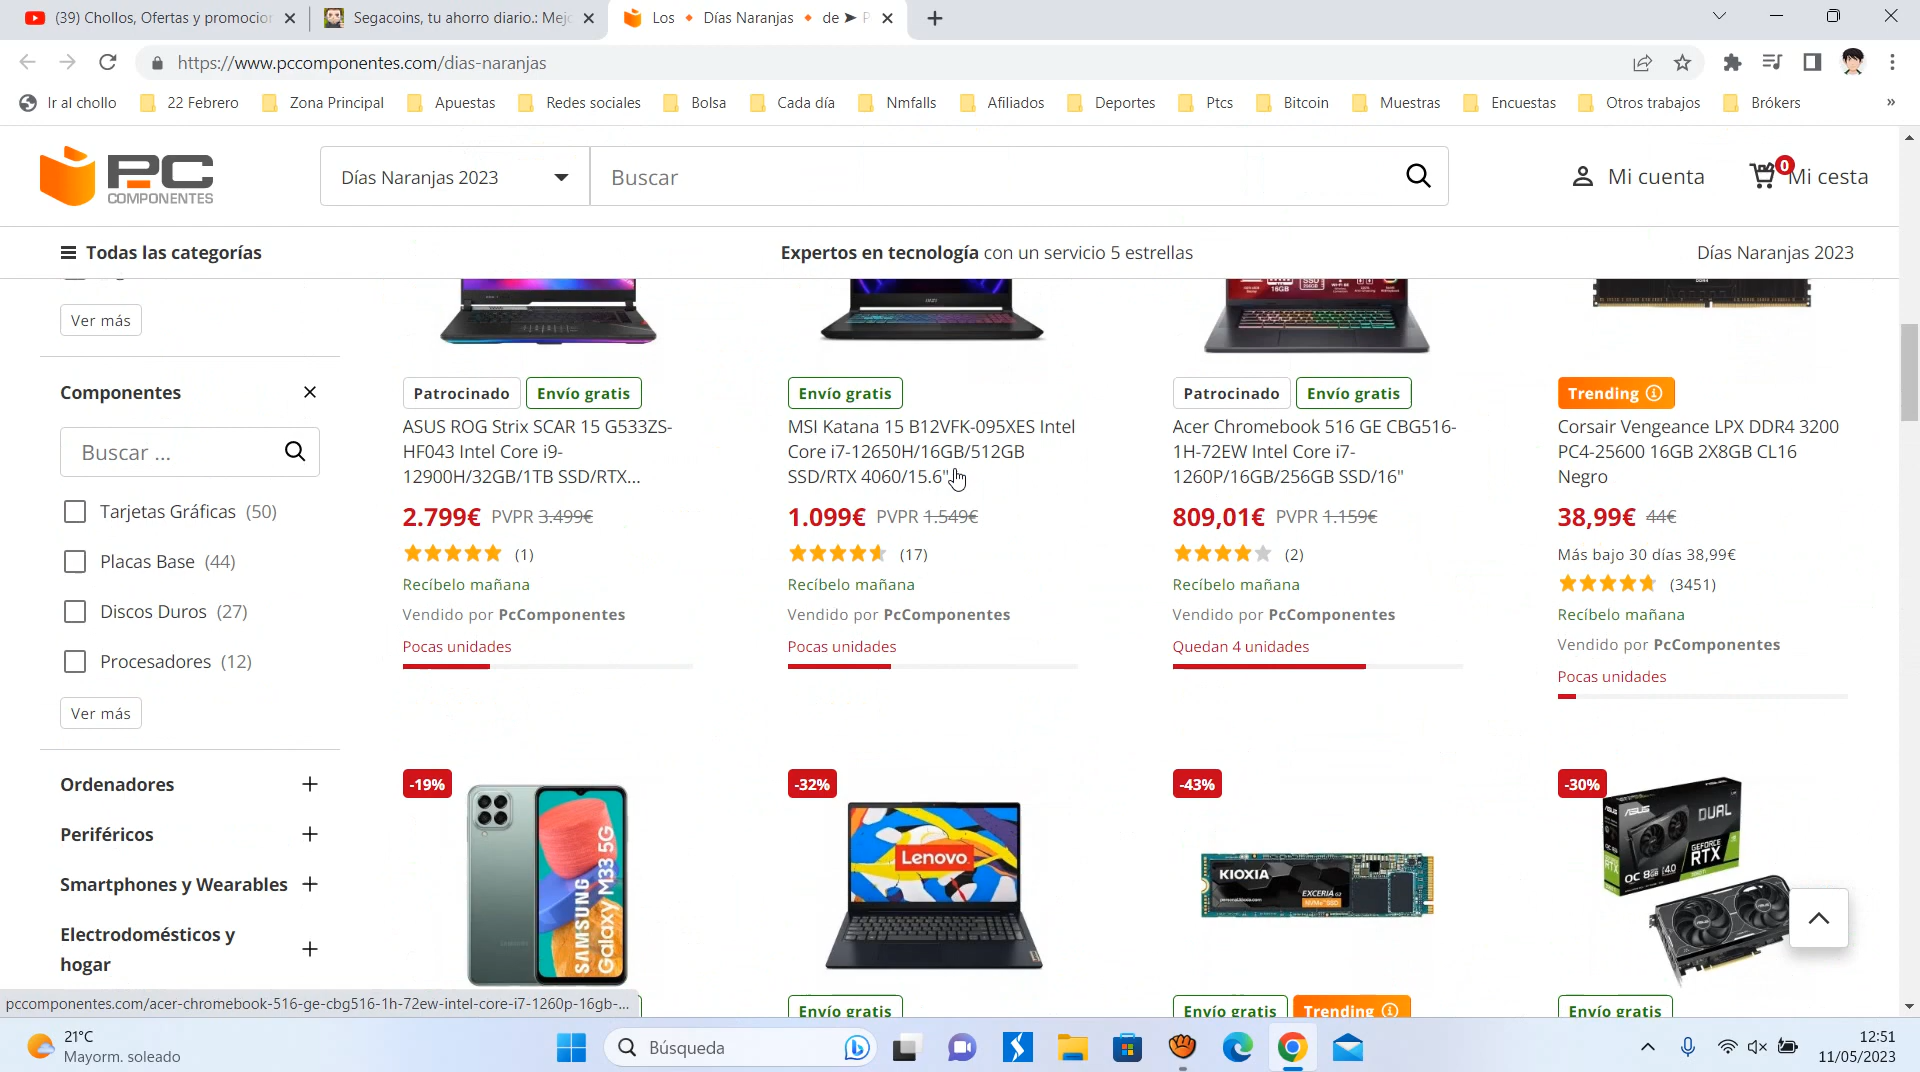 (39) Chollos, Ofertas y promocion
Segacoins, tu ahorro diario.: Mejo
Los 🔸 Días Naranjas 🔸 de ➤ P
https://www.pccomponentes.com/dias-naranjas
Ir al chollo
22 Febrero
Zona Principal
Apuestas
Redes sociales
Bolsa
Cada día
Nmfalls
Afiliados
Deportes
Ptcs
Bitcoin
Muestras
Encuestas
Otros trabajos
Brókers
»
PC
COMPONENTES
Días Naranjas 2023
Buscar
Mi cuenta
0
Mi cesta
Todas las categorías
Expertos en tecnología con un servicio 5 estrellas
Días Naranjas 2023
Ver más
Componentes
Buscar ...
Tarjetas Gráficas (50)
Placas Base (44)
Discos Duros (27)
Procesadores (12)
Ver más
Ordenadores
Periféricos
Smartphones y Wearables
Electrodomésticos y
hogar
Patrocinado
Envío gratis
ASUS ROG Strix SCAR 15 G533ZS-
HF043 Intel Core i9-
12900H/32GB/1TB SSD/RTX...
2.799€ PVPR 3.499€
(1)
Recíbelo mañana
Vendido por PcComponentes
Pocas unidades
Envío gratis
MSI Katana 15 B12VFK-095XES Intel
Core i7-12650H/16GB/512GB
SSD/RTX 4060/15.6"
1.099€ PVPR 1.549€
(17)
Recíbelo mañana
Vendido por PcComponentes
Pocas unidades
16GB
Patrocinado
Envío gratis
Acer Chromebook 516 GE CBG516-
1H-72EW Intel Core i7-
1260P/16GB/256GB SSD/16"
809,01€ PVPR 1.159€
(2)
Recíbelo mañana
Vendido por PcComponentes
Quedan 4 unidades
Trending
Corsair Vengeance LPX DDR4 3200
PC4-25600 16GB 2X8GB CL16
Negro
38,99€ 44€
Más bajo 30 días 38,99€
(3451)
Recíbelo mañana
Vendido por PcComponentes
Pocas unidades
-19%
SAMSUNG
Galaxy M33 5G
-32%
Lenovo
Envío gratis
-43%
KIOXIA
EXCERIA G2
NVMe SSD
Envío gratis
Trending
-30%
ASUS
DUAL
GEFORCE
RTX
OC 8GB
Envío gratis
pccomponentes.com/acer-chromebook-516-ge-cbg516-1h-72ew-intel-core-i7-1260p-16gb-...
21°C
Mayorm. soleado
Búsqueda
12:51
11/05/2023